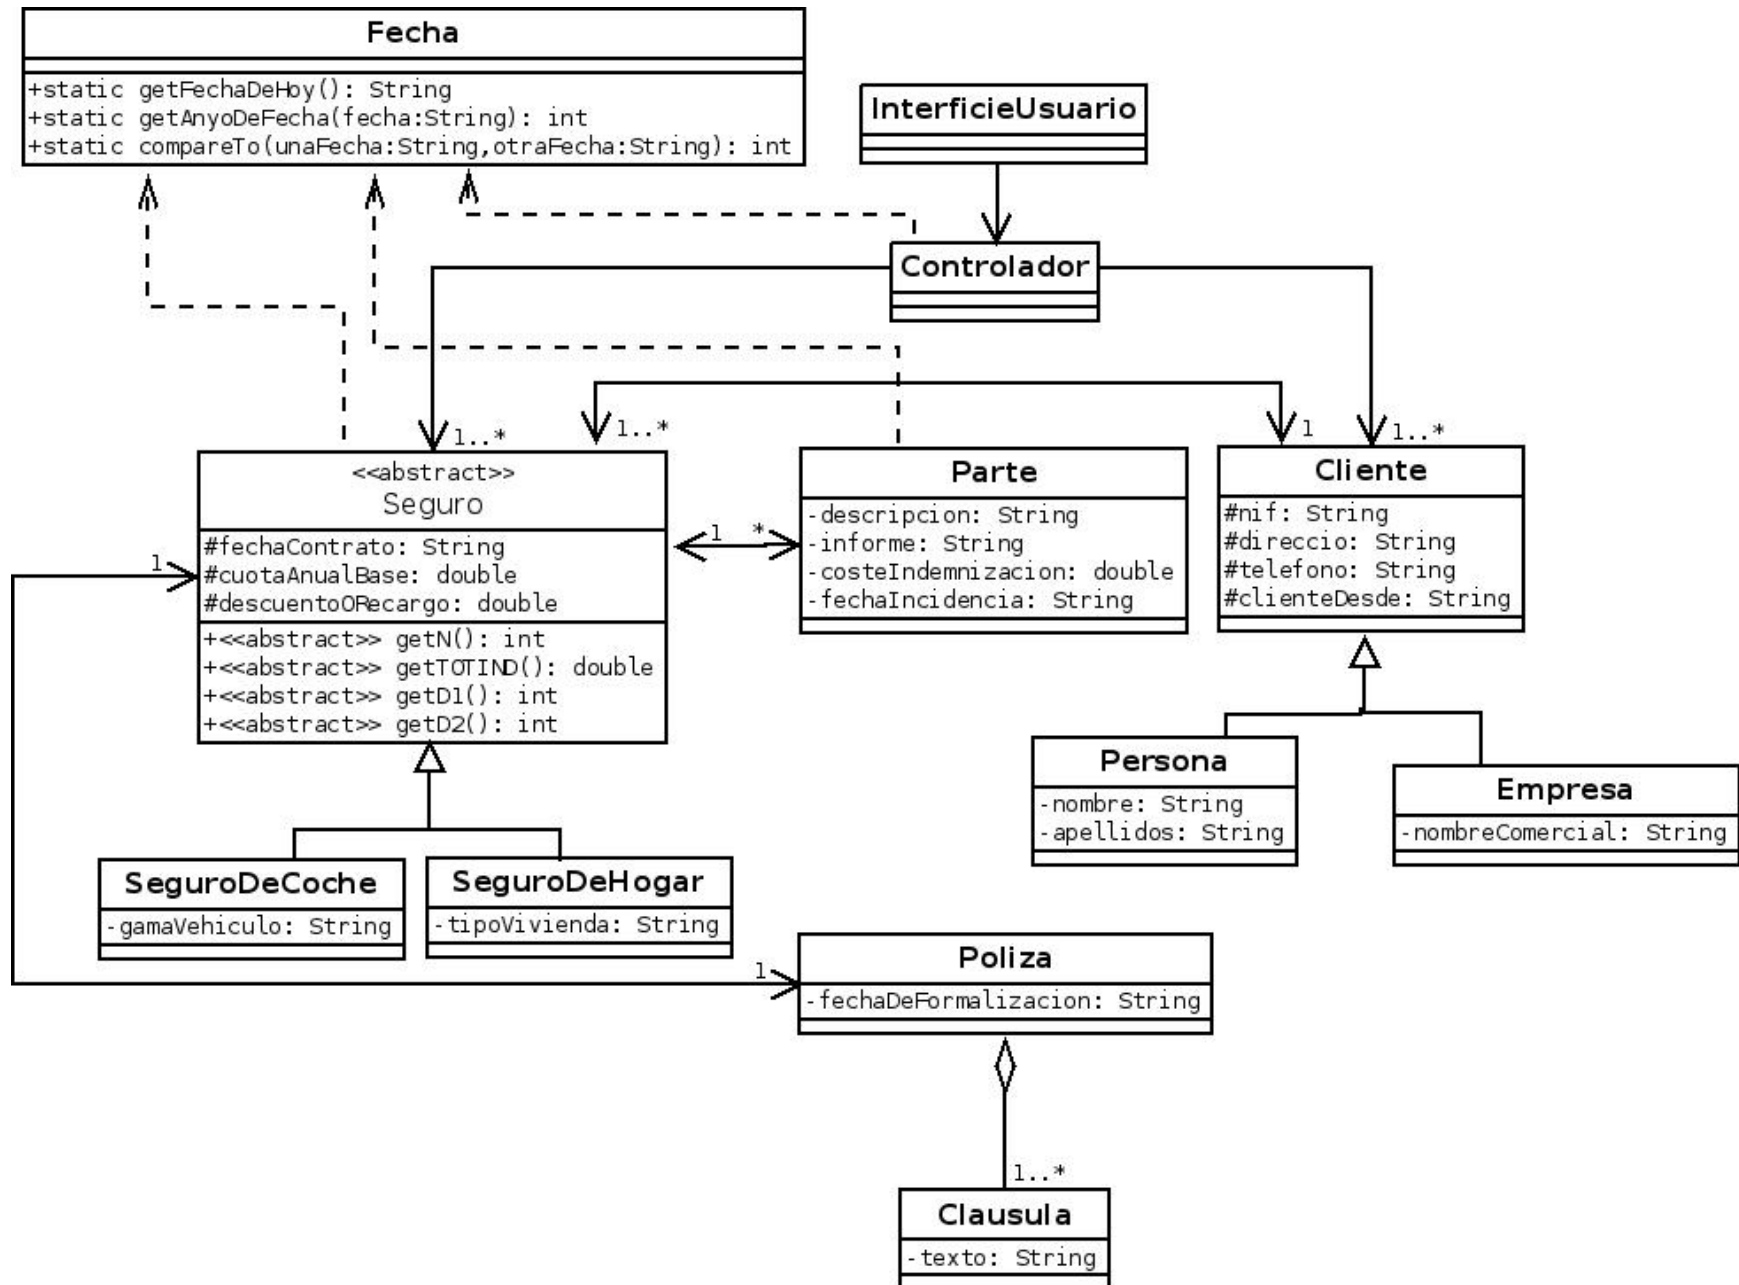 Fecha
+static getFechaDeHoy(): String
+static getAnyoDeFecha(fecha:String): int
+static compareTo(unaFecha:String,otraFecha:String): int
InterficieUsuario
Controlador
1..*
1..*
1
1..*
<<abstract>>
Seguro
#fechaContrato: String
#cuotaAnualBase: double
#descuentoORecargo: double
+<<abstract>> getN(): int
+<<abstract>> getTOTIND(): double
+<<abstract>> getD1(): int
+<<abstract>> getD2(): int
1
1 *
Parte
-descripcion: String
-informe: String
-costeIndemnizacion: double
-fechaIncidencia: String
Cliente
#nif: String
#direccio: String
#telefono: String
#clienteDesde: String
Persona
-nombre: String
-apellidos: String
Empresa
-nombreComercial: String
SeguroDeCoche
-gamaVehiculo: String
SeguroDeHogar
-tipoVivienda: String
1
Poliza
-fechaDeFormalizacion: String
1..*
Clausula
-texto: String